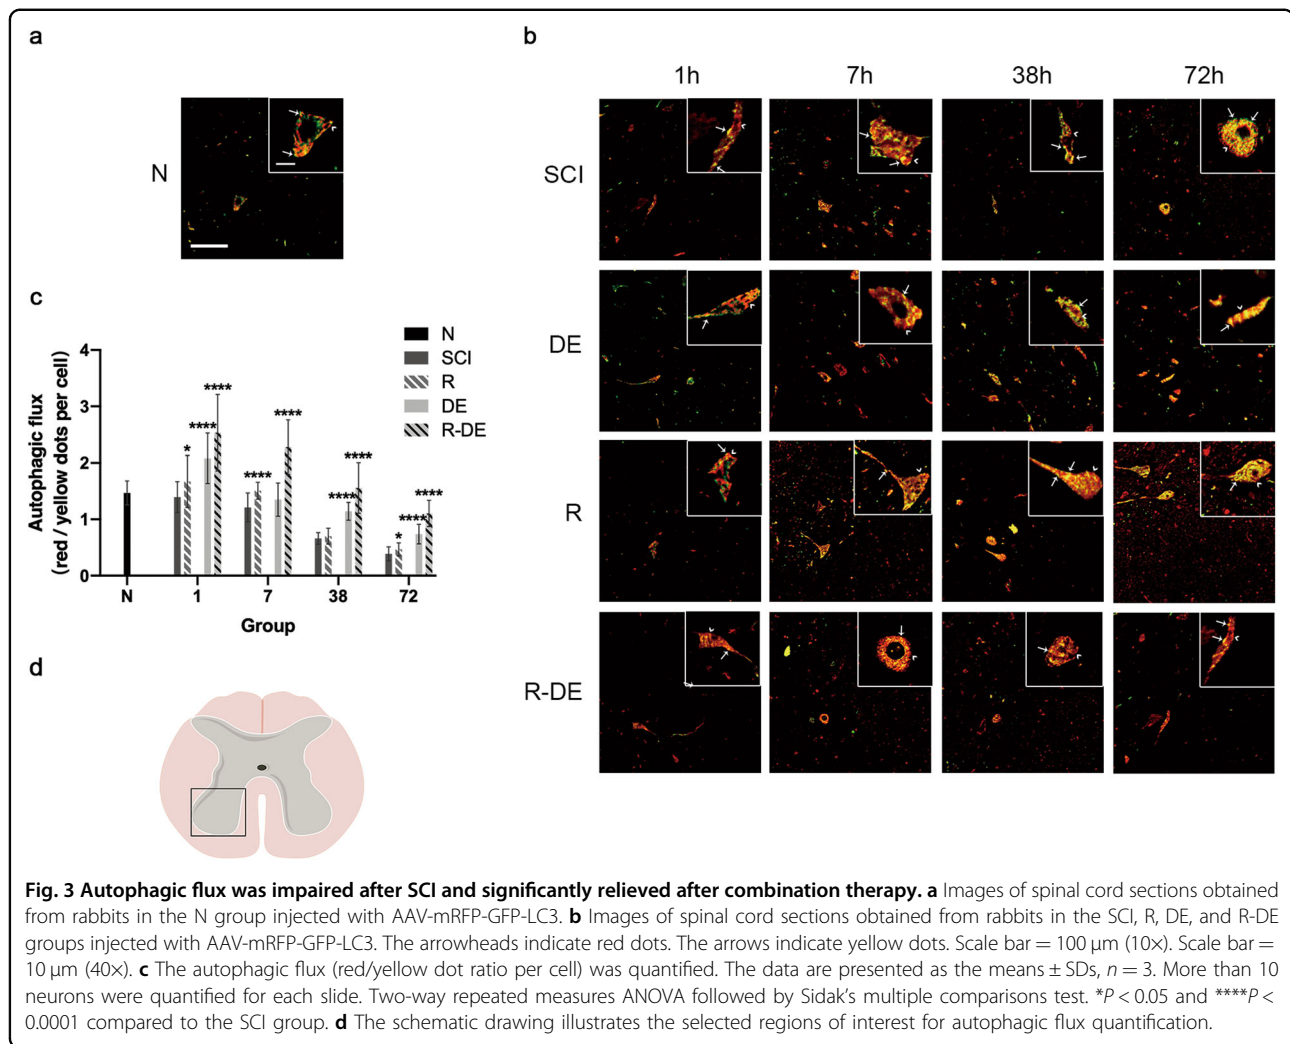 a
N
b
1h 7h 38h 72h
SCI
DE
R
R-DE
c
Autophagic flux
(red / yellow dots per cell)
4
3
2
1
0
* **** ****
**** ****
**** ****
* **** ****
N 1 7 38 72
Group
N
SCI
R
DE
R-DE
d
Fig. 3 Autophagic flux was impaired after SCI and significantly relieved after combination therapy. a Images of spinal cord sections obtained
from rabbits in the N group injected with AAV-mRFP-GFP-LC3. b Images of spinal cord sections obtained from rabbits in the SCI, R, DE, and R-DE
groups injected with AAV-mRFP-GFP-LC3. The arrowheads indicate red dots. The arrows indicate yellow dots. Scale bar = 100 μm (10×). Scale bar =
10 μm (40×). c The autophagic flux (red/yellow dot ratio per cell) was quantified. The data are presented as the means ± SDs, n = 3. More than 10
neurons were quantified for each slide. Two-way repeated measures ANOVA followed by Sidak's multiple comparisons test. *P < 0.05 and ****P <
0.0001 compared to the SCI group. d The schematic drawing illustrates the selected regions of interest for autophagic flux quantification.